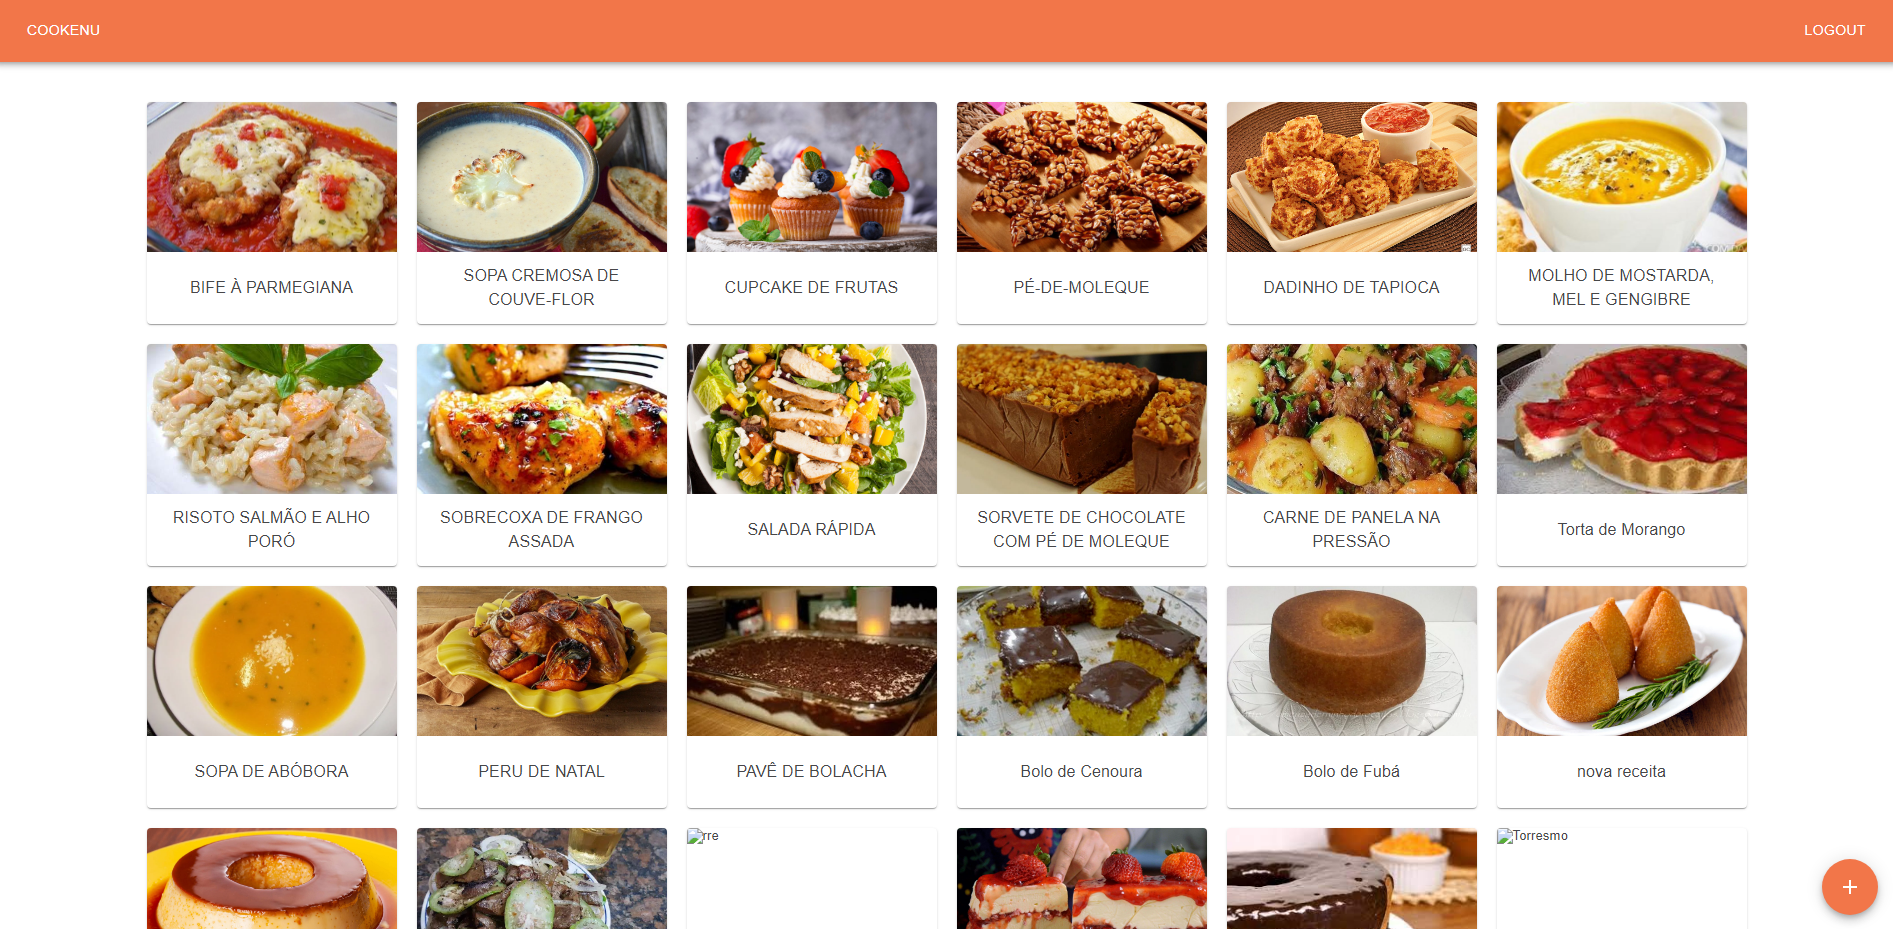 COOKENU
LOGOUT
BIFE À PARMEGIANA
SOPA CREMOSA DE
COUVE-FLOR
CUPCAKE DE FRUTAS
PÉ-DE-MOLEQUE
DADINHO DE TAPIOCA
MOLHO DE MOSTARDA,
MEL E GENGIBRE
RISOTO SALMÃO E ALHO
PORÓ
SOBRECOXA DE FRANGO
ASSADA
SALADA RÁPIDA
SORVETE DE CHOCOLATE
COM PÉ DE MOLEQUE
CARNE DE PANELA NA
PRESSÃO
Torta de Morango
SOPA DE ABÓBORA
PERU DE NATAL
PAVÊ DE BOLACHA
Bolo de Cenoura
Bolo de Fubá
nova receita
rre
Torresmo
+